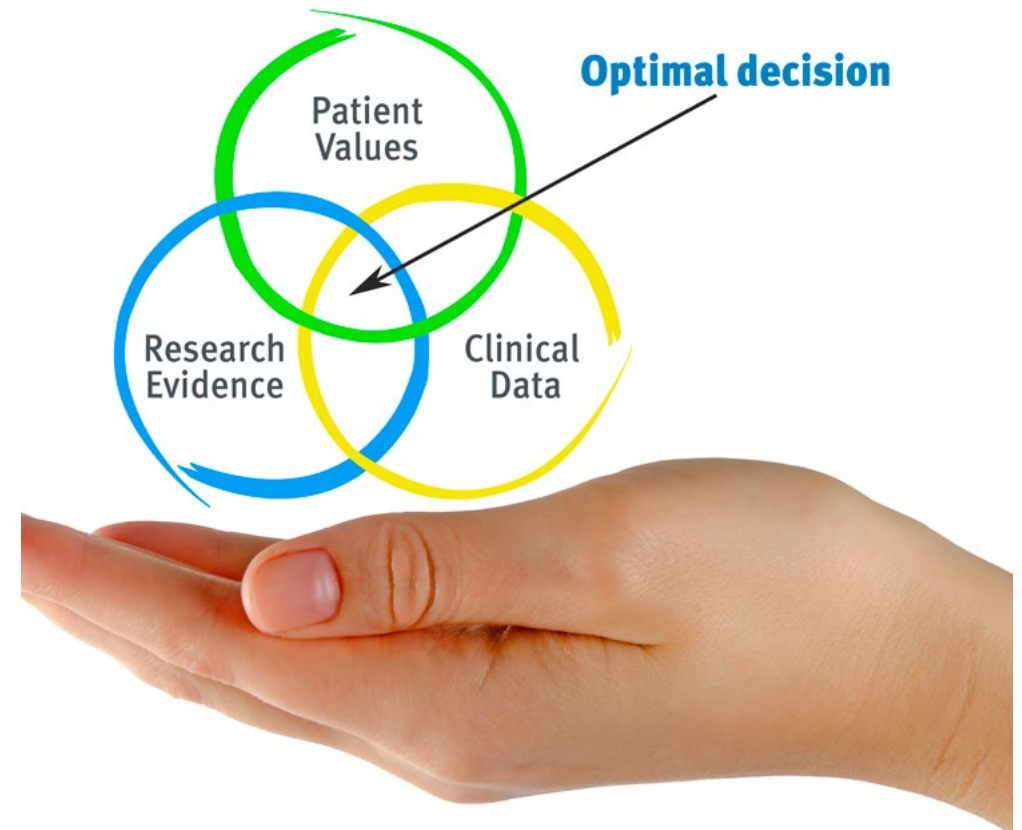 Optimal decision
Patient
Values
Research
Evidence
Clinical
Data